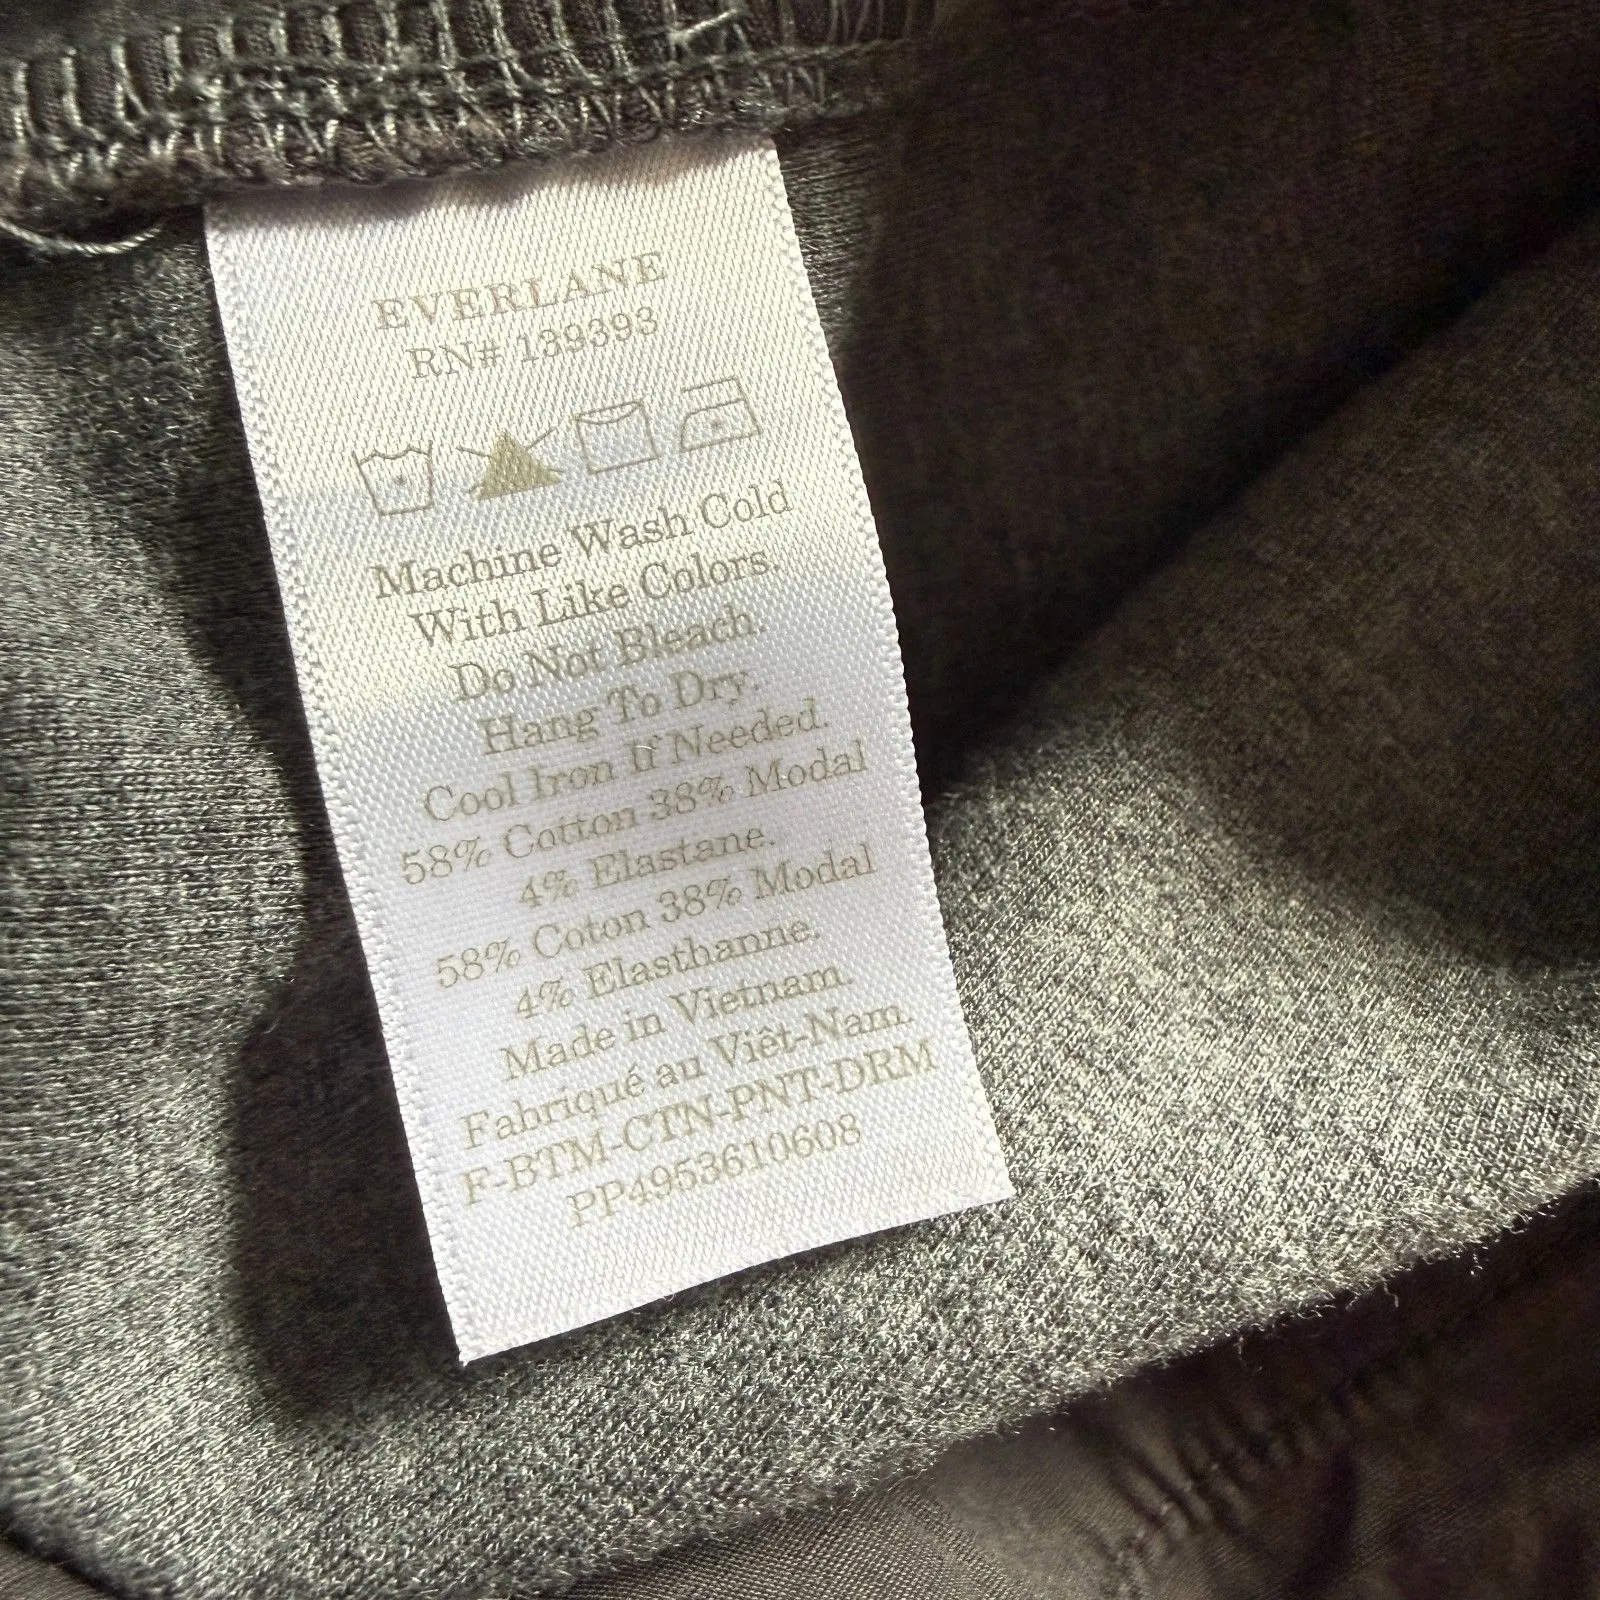 EVERLANE
RN# 139393
Machine Wash Cold
With Like Colors.
Do Not Bleach.
Hang To Dry.
Cool Iron If Needed.
58% Cotton 38% Modal
4% Elastane.
58% Coton 38% Modal
4% Elasthanne.
Made in Vietnam.
Fabriqué au Viêt-Nam.
F-BTM-CTN-PNT-DRM
PP4953610608